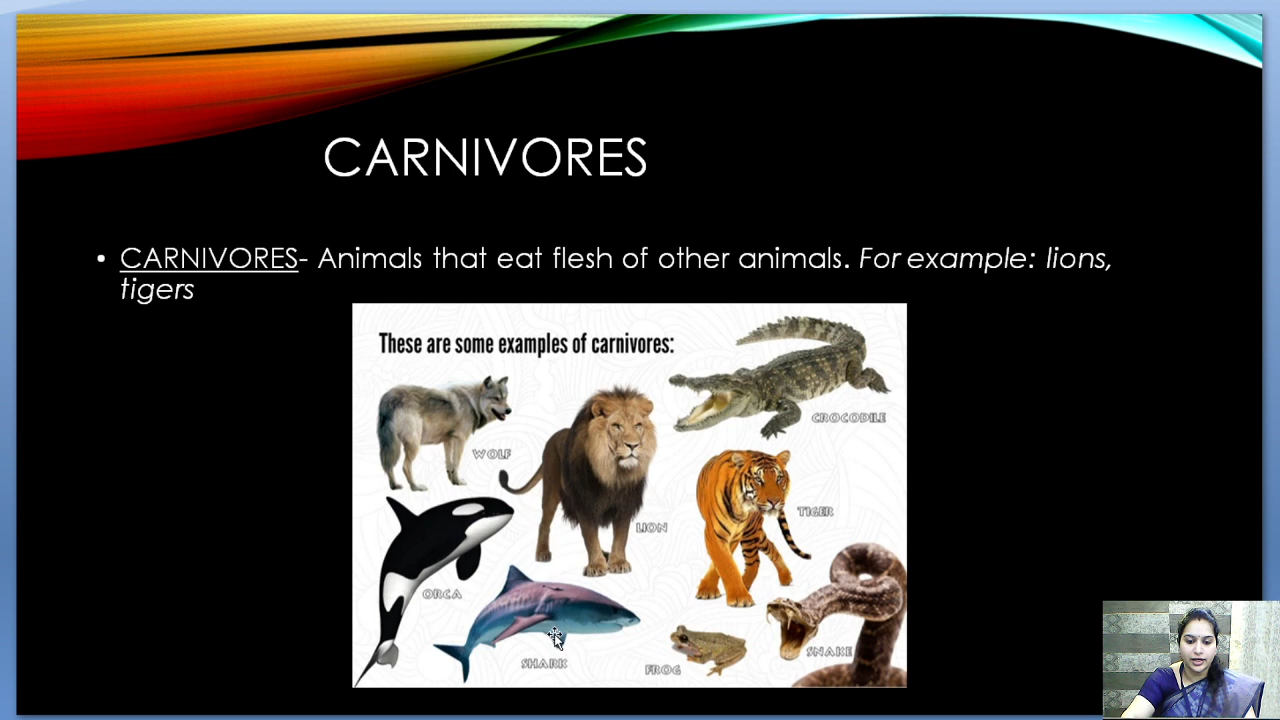 CARNIVORES
• CARNIVORES- Animals that eat flesh of other animals. For example: lions,
tigers
These are some examples of carnivores:
CROCODILE
WOLF
TIGER
LION
ORCA
SNAKE
SHARK
FROG